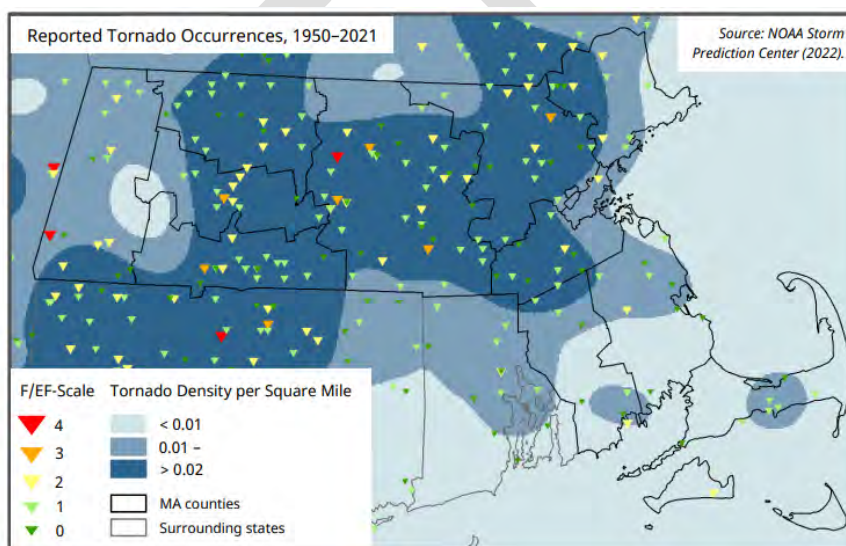 Reported Tornado Occurrences, 1950–2021
Source: NOAA Storm
Prediction Center (2022).
F/EF-Scale
4
3
2
1
0
Tornado Density per Square Mile
< 0.01
0.01 –
> 0.02
MA counties
Surrounding states